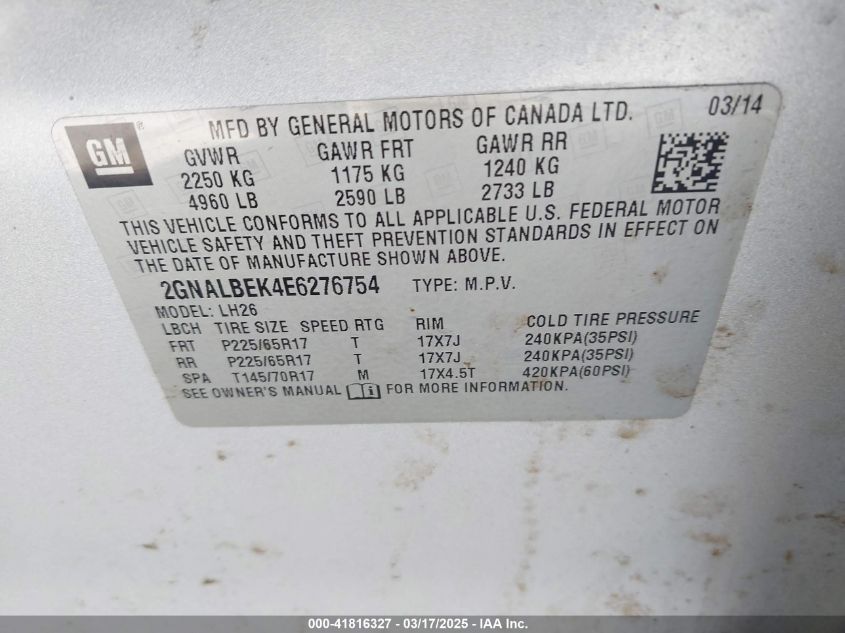 GM ®
MFD BY GENERAL MOTORS OF CANADA LTD. 03/14
GVWR GAWR FRT GAWR RR
2250 KG 1175 KG 1240 KG
4960 LB 2590 LB 2733 LB
THIS VEHICLE CONFORMS TO ALL APPLICABLE U.S. FEDERAL MOTOR
VEHICLE SAFETY AND THEFT PREVENTION STANDARDS IN EFFECT ON
THE DATE OF MANUFACTURE SHOWN ABOVE.
2GNALBEK4E6276754 TYPE: M.P.V.
MODEL: LH26
LBCH TIRE SIZE SPEED RTG RIM COLD TIRE PRESSURE
FRT P225/65R17 T 17X7J 240KPA(35PSI)
RR P225/65R17 T 17X7J 240KPA(35PSI)
SPA T145/70R17 M 17X4.5T 420KPA(60PSI)
SEE OWNER'S MANUAL FOR MORE INFORMATION.
000-41816327 - 03/17/2025 - IAA Inc.